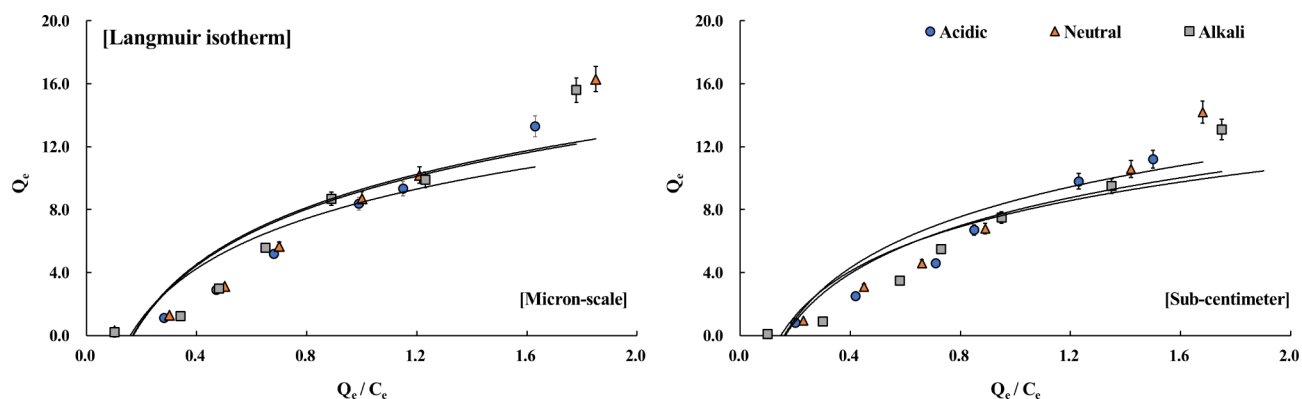 20.0
16.0
12.0
8.0
4.0
0.0
Qe
[Langmuir isotherm]
[Micron-scale]
0.0 0.4 0.8 1.2 1.6 2.0
Qe / Ce
20.0
16.0
12.0
8.0
4.0
0.0
Qe
Acidic Neutral Alkali
[Sub-centimeter]
0.0 0.4 0.8 1.2 1.6 2.0
Qe / Ce